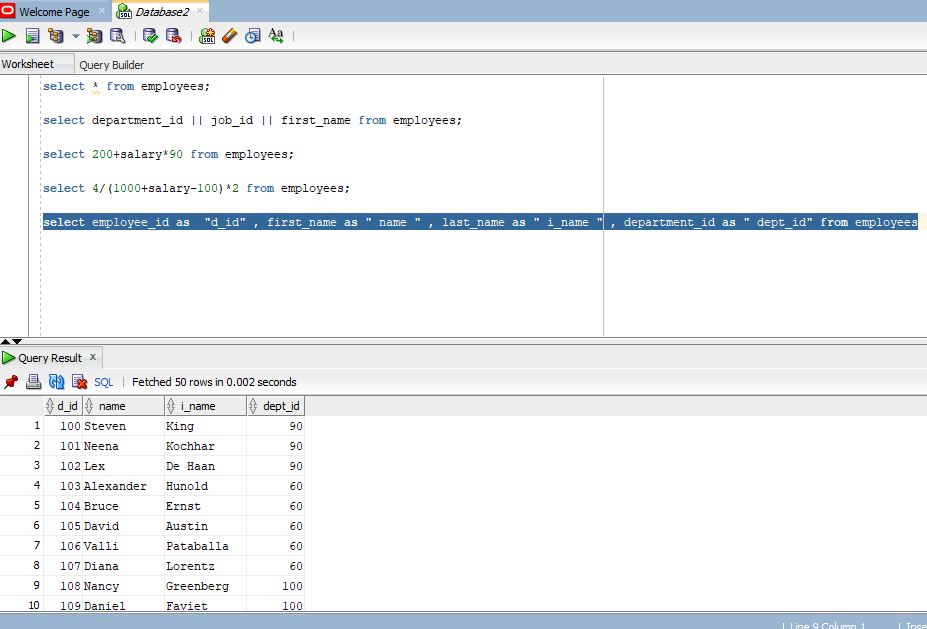 Welcome Page × Database2 ×
SQL Aa
Worksheet Query Builder
select * from employees;
select department_id || job_id || first_name from employees;
select 200+salary*90 from employees;
select 4/(1000+salary-100)*2 from employees;
select employee_id as  "d_id" , first_name as " name " , last_name as " i_name " , department_id as " dept_id" from employees
Query Result ×
SQL | Fetched 50 rows in 0.002 seconds
d_id name i_name dept_id
1 100 Steven King 90
2 101 Neena Kochhar 90
3 102 Lex De Haan 90
4 103 Alexander Hunold 60
5 104 Bruce Ernst 60
6 105 David Austin 60
7 106 Valli Pataballa 60
8 107 Diana Lorentz 60
9 108 Nancy Greenberg 100
10 109 Daniel Faviet 100
| Line 9 Column 1 | Inse